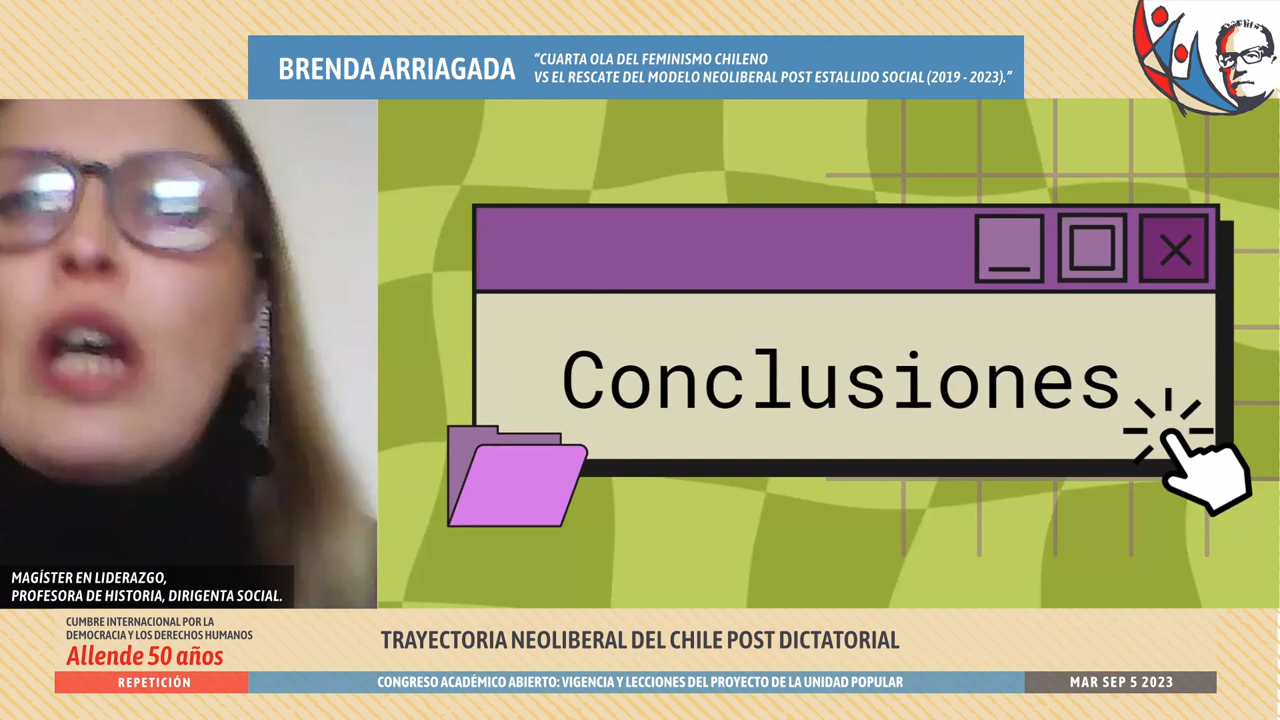 BRENDA ARRIAGADA
"CUARTA OLA DEL FEMINISMO CHILENO
VS EL RESCATE DEL MODELO NEOLIBERAL POST ESTALLIDO SOCIAL (2019 - 2023)."
Conclusiones
MAGÍSTER EN LIDERAZGO,
PROFESORA DE HISTORIA, DIRIGENTA SOCIAL.
CUMBRE INTERNACIONAL POR LA
DEMOCRACIA Y LOS DERECHOS HUMANOS
Allende 50 años
TRAYECTORIA NEOLIBERAL DEL CHILE POST DICTATORIAL
REPETICIÓN
CONGRESO ACADÉMICO ABIERTO: VIGENCIA Y LECCIONES DEL PROYECTO DE LA UNIDAD POPULAR
MAR SEP 5 2023